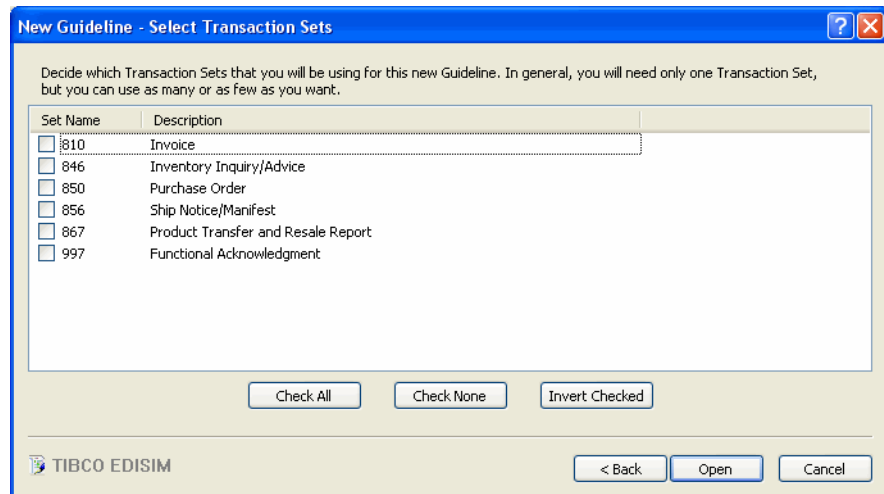 New Guideline - Select Transaction Sets
Decide which Transaction Sets that you will be using for this new Guideline. In general, you will need only one Transaction Set,
but you can use as many or as few as you want.
Set Name Description
810 Invoice
846 Inventory Inquiry/Advice
850 Purchase Order
856 Ship Notice/Manifest
867 Product Transfer and Resale Report
997 Functional Acknowledgment
Check All Check None Invert Checked
TIBCO EDISIM < Back Open Cancel